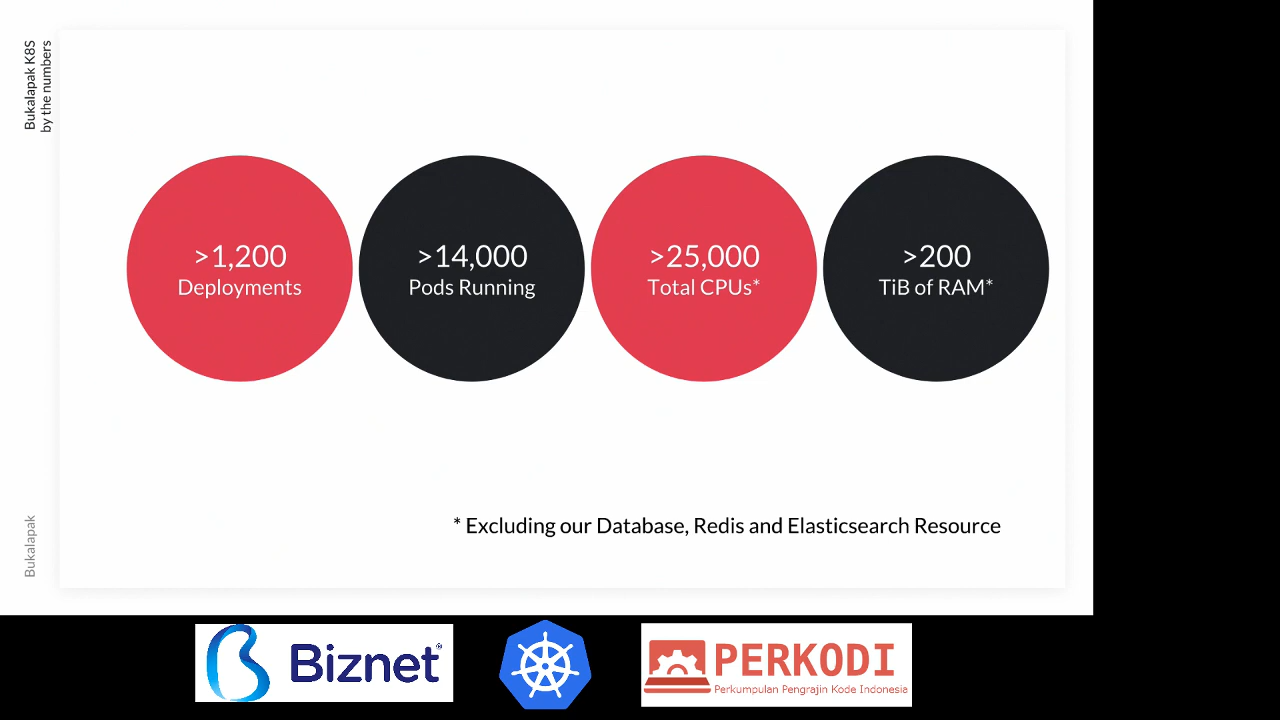 Bukalapak K8S
by the numbers
>1,200
Deployments
>14,000
Pods Running
>25,000
Total CPUs*
>200
TiB of RAM*
* Excluding our Database, Redis and Elasticsearch Resource
Bukalapak
Biznet®
PERKODI
Perkumpulan Pengrajin Kode Indonesia